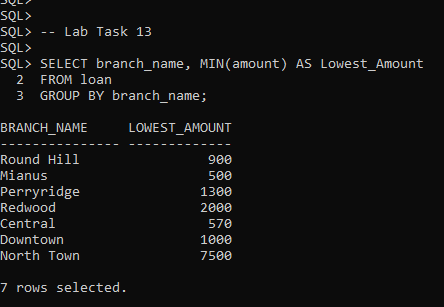 SQL>
SQL>
SQL> -- Lab Task 13
SQL>
SQL> SELECT branch_name, MIN(amount) AS Lowest_Amount
  2  FROM loan
  3  GROUP BY branch_name;

BRANCH_NAME     LOWEST_AMOUNT
--------------- -------------
Round Hill                900
Mianus                    500
Perryridge               1300
Redwood                  2000
Central                   570
Downtown                 1000
North Town               7500

7 rows selected.